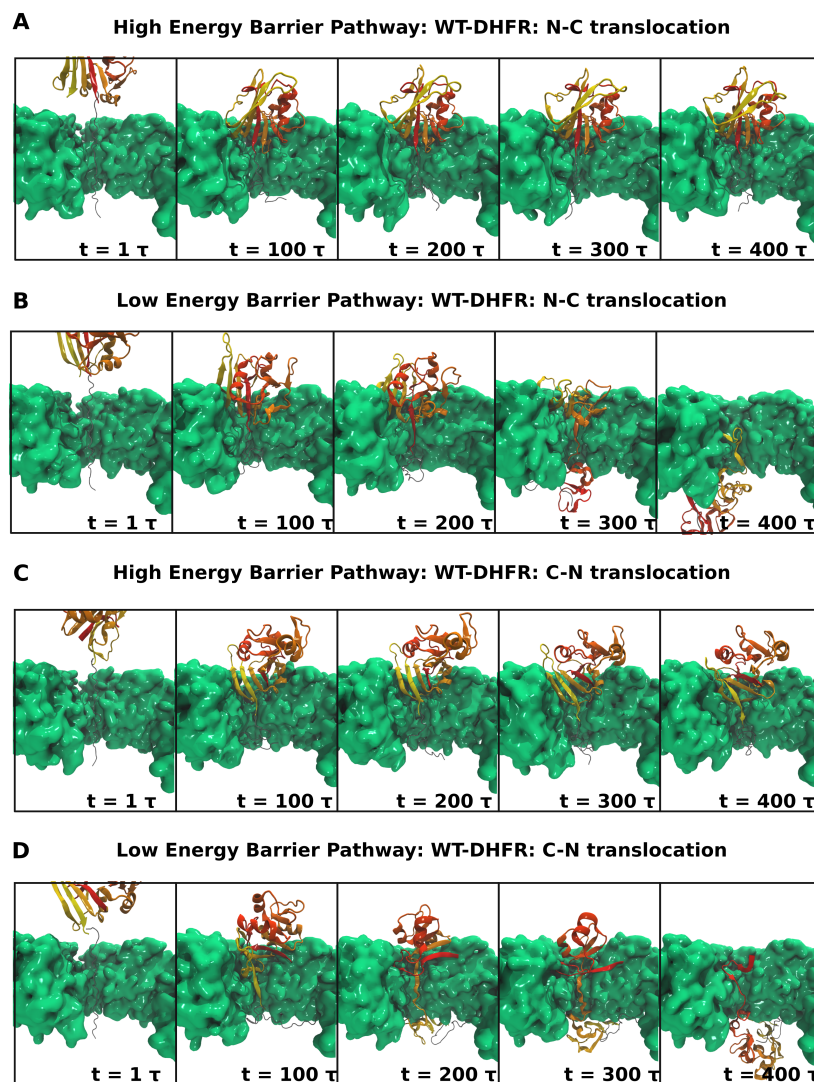 A
High Energy Barrier Pathway: WT-DHFR: N-C translocation
t = 1 τ
t = 100 τ
t = 200 τ
t = 300 τ
t = 400 τ
B
Low Energy Barrier Pathway: WT-DHFR: N-C translocation
t = 1 τ
t = 100 τ
t = 200 τ
t = 300 τ
t = 400 τ
C
High Energy Barrier Pathway: WT-DHFR: C-N translocation
t = 1 τ
t = 100 τ
t = 200 τ
t = 300 τ
t = 400 τ
D
Low Energy Barrier Pathway: WT-DHFR: C-N translocation
t = 1 τ
t = 100 τ
t = 200 τ
t = 300 τ
t = 400 τ